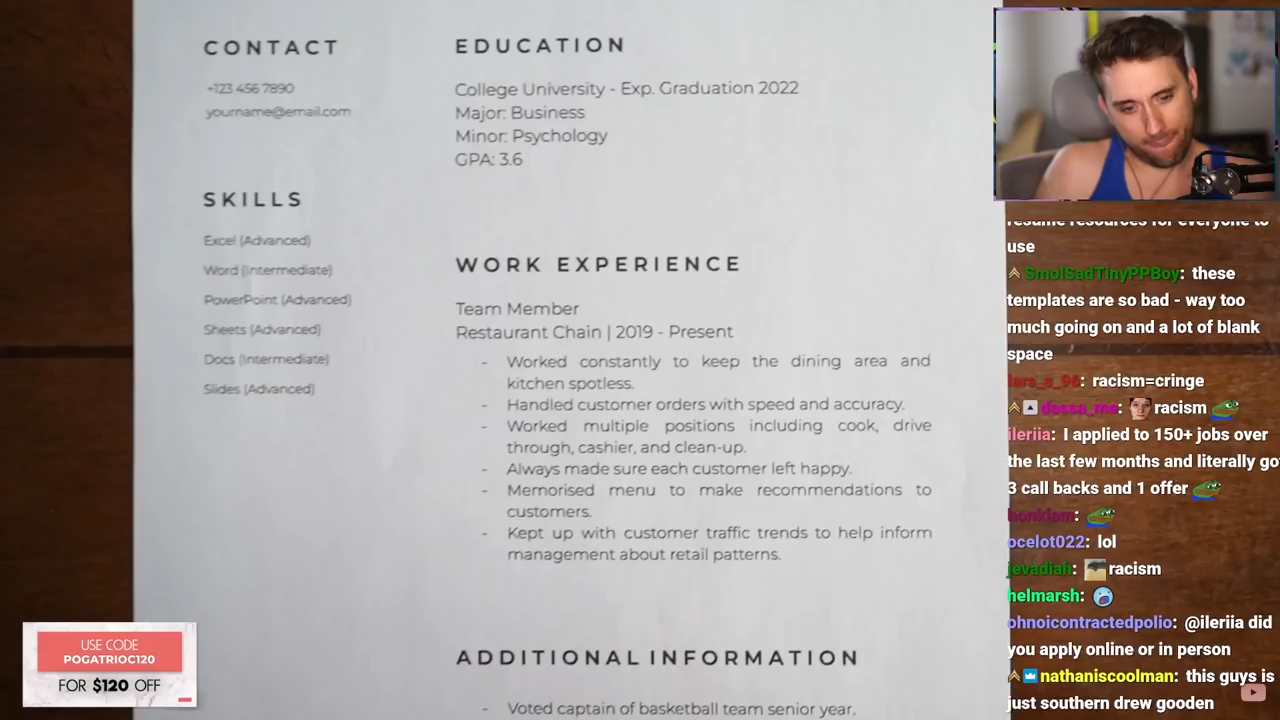 CONTACT
+123 456 7890
yourname@email.com
SKILLS
Excel (Advanced)
Word (Intermediate)
PowerPoint (Advanced)
Sheets (Advanced)
Docs (Intermediate)
Slides (Advanced)
EDUCATION
College University - Exp. Graduation 2022
Major: Business
Minor: Psychology
GPA: 3.6
WORK EXPERIENCE
Team Member
Restaurant Chain | 2019 - Present
- Worked constantly to keep the dining area and
kitchen spotless.
- Handled customer orders with speed and accuracy.
- Worked multiple positions including cook, drive
through, cashier, and clean-up.
- Always made sure each customer left happy.
- Memorised menu to make recommendations to
customers.
- Kept up with customer traffic trends to help inform
management about retail patterns.
ADDITIONAL INFORMATION
- Voted captain of basketball team senior year.
USE CODE
POGATRIOC120
FOR $120 OFF
resume resources for everyone to
use
SmolSadTinyPPBoy: these
templates are so bad - way too
much going on and a lot of blank
space
lara_a_96: racism=cringe
dassa_me: racism
ileriia: I applied to 150+ jobs over
the last few months and literally go
3 call backs and 1 offer
honkiam:
ocelot022: lol
jevadiah: racism
helmarsh:
ohnoicontractedpolio: @ileriia did
you apply online or in person
nathaniscoolman: this guy is
just southern drew gooden